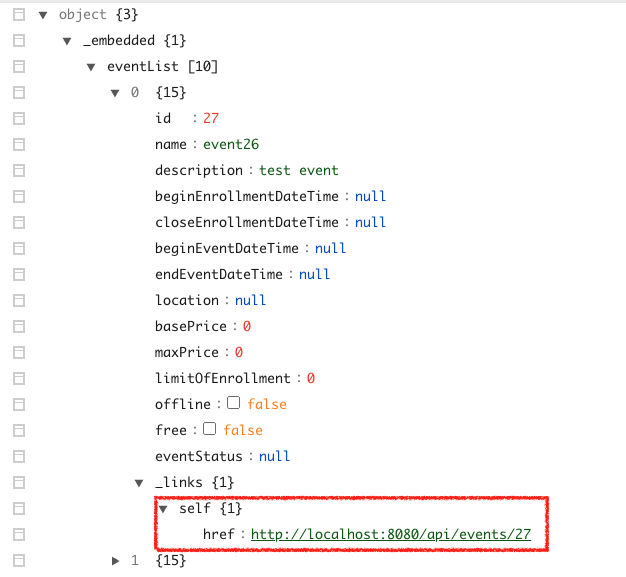 object {3}
_embedded {1}
eventList [10]
0 {15}
id : 27
name : event26
description : test event
beginEnrollmentDateTime : null
closeEnrollmentDateTime : null
beginEventDateTime : null
endEventDateTime : null
location : null
basePrice : 0
maxPrice : 0
limitOfEnrollment : 0
offline : false
free : false
eventStatus : null
_links {1}
self {1}
href : http://localhost:8080/api/events/27
1 {15}